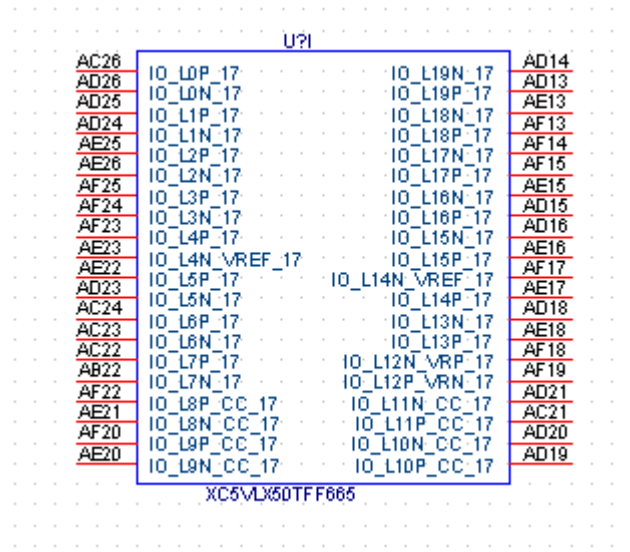 U?I
AC26 IO_L0P_17 IO_L19N_17 AD14
AD26 IO_L0N_17 IO_L19P_17 AD13
AD25 IO_L1P_17 IO_L18N_17 AE13
AD24 IO_L1N_17 IO_L18P_17 AF13
AE25 IO_L2P_17 IO_L17N_17 AF14
AE26 IO_L2N_17 IO_L17P_17 AF15
AF25 IO_L3P_17 IO_L16N_17 AE15
AF24 IO_L3N_17 IO_L16P_17 AD15
AF23 IO_L4P_17 IO_L15N_17 AD16
AE23 IO_L4N_VREF_17 IO_L15P_17 AE16
AE22 IO_L5P_17 IO_L14N_VREF_17 AF17
AD23 IO_L5N_17 IO_L14P_17 AE17
AC24 IO_L6P_17 IO_L13N_17 AD18
AC23 IO_L6N_17 IO_L13P_17 AE18
AC22 IO_L7P_17 IO_L12N_VRP_17 AF18
AB22 IO_L7N_17 IO_L12P_VRN_17 AF19
AF22 IO_L8P_CC_17 IO_L11N_CC_17 AD21
AE21 IO_L8N_CC_17 IO_L11P_CC_17 AC21
AF20 IO_L9P_CC_17 IO_L10N_CC_17 AD20
AE20 IO_L9N_CC_17 IO_L10P_CC_17 AD19
XC5VLX50TFF665